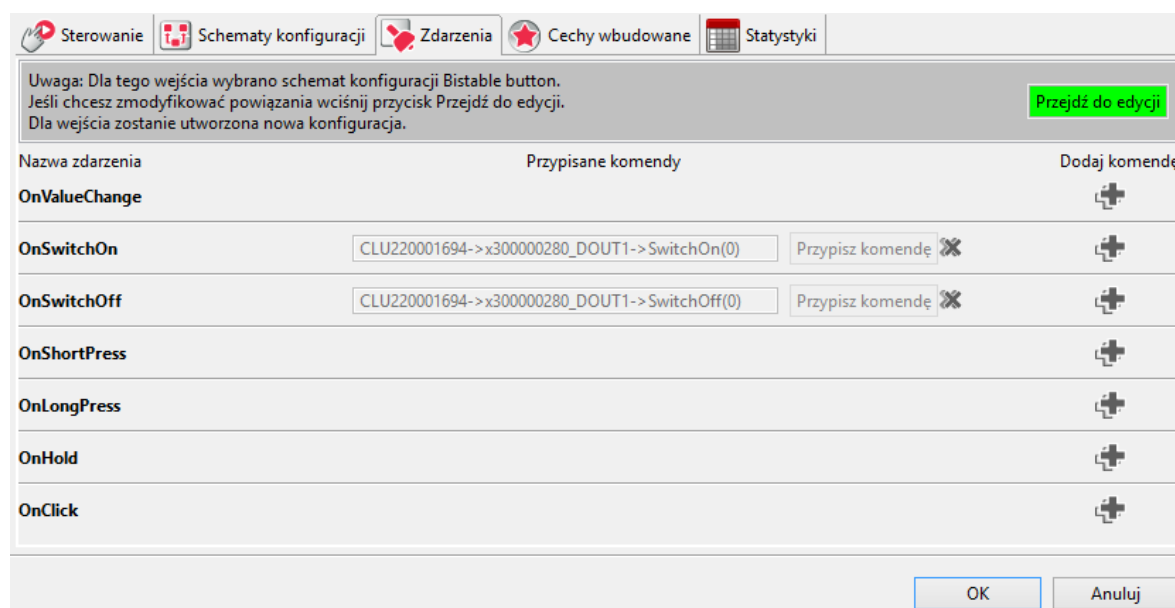 Sterowanie Schematy konfiguracji Zdarzenia Cechy wbudowane Statystyki
Uwaga: Dla tego wejścia wybrano schemat konfiguracji Bistable button.
Jeśli chcesz zmodyfikować powiązania wciśnij przycisk Przejdź do edycji.
Dla wejścia zostanie utworzona nowa konfiguracja.
Przejdź do edycji
Nazwa zdarzenia Przypisane komendy Dodaj komendę
OnValueChange
OnSwitchOn CLU220001694->x300000280_DOUT1->SwitchOn(0) Przypisz komendę
OnSwitchOff CLU220001694->x300000280_DOUT1->SwitchOff(0) Przypisz komendę
OnShortPress
OnLongPress
OnHold
OnClick
OK Anuluj